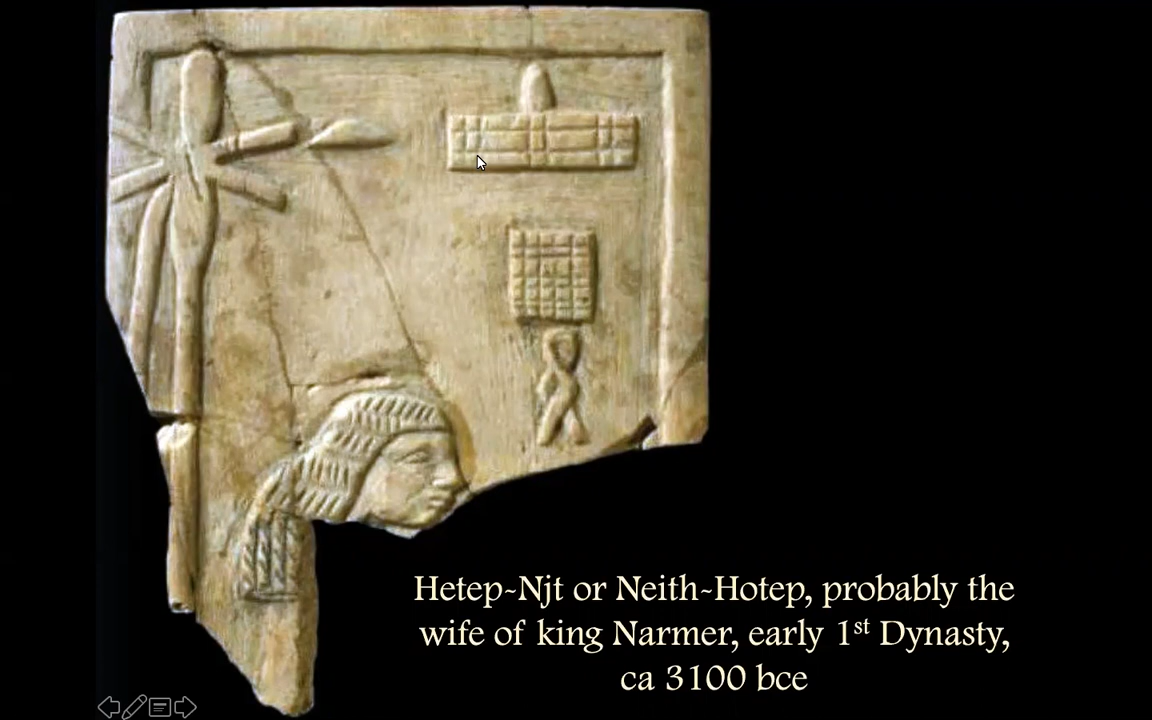 Hetep-Njt or Neith-Hotep, probably the
wife of king Narmer, early 1st Dynasty,
ca 3100 bce